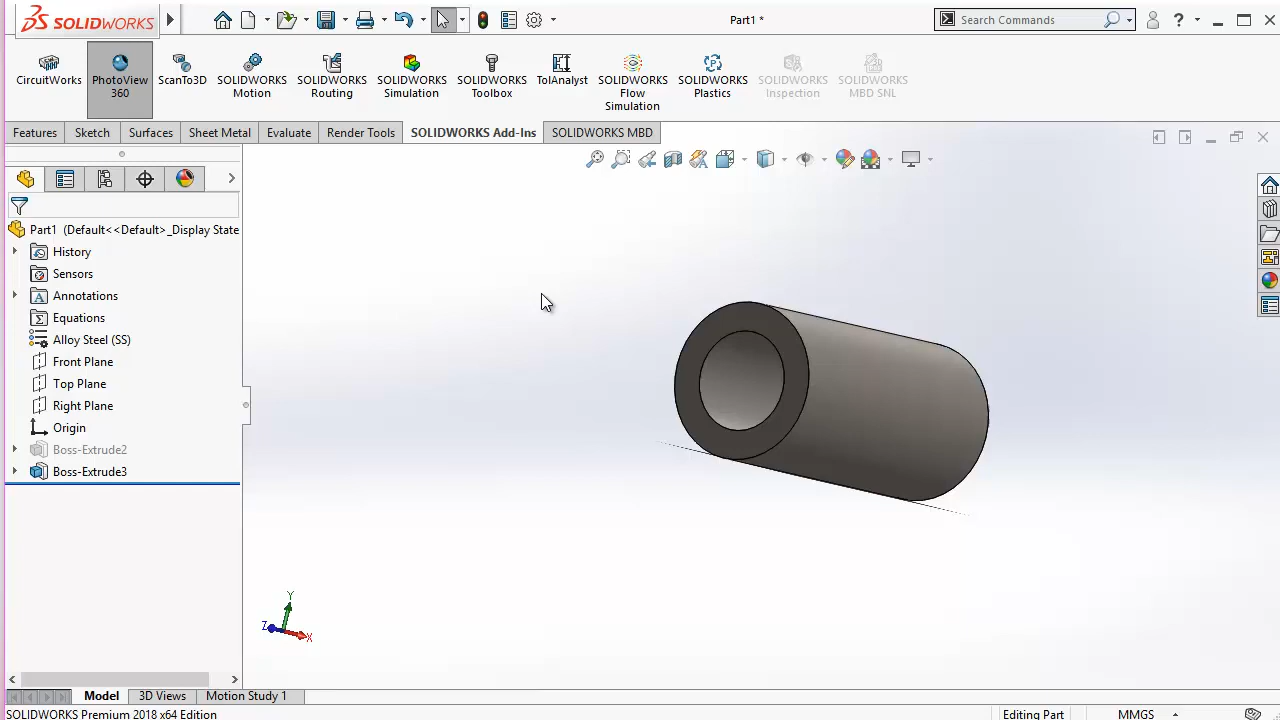 SOLIDWORKS
Part1 *
Search Commands
?
CircuitWorks
PhotoView
360
ScanTo3D
SOLIDWORKS
Motion
SOLIDWORKS
Routing
SOLIDWORKS
Simulation
SOLIDWORKS
Toolbox
TolAnalyst
SOLIDWORKS
Flow
Simulation
SOLIDWORKS
Plastics
SOLIDWORKS
Inspection
SOLIDWORKS
MBD SNL
Features
Sketch
Surfaces
Sheet Metal
Evaluate
Render Tools
SOLIDWORKS Add-Ins
SOLIDWORKS MBD
Part1 (Default<<Default>_Display State
History
Sensors
Annotations
Equations
Alloy Steel (SS)
Front Plane
Top Plane
Right Plane
Origin
Boss-Extrude2
Boss-Extrude3
Y
Z
X
Model
3D Views
Motion Study 1
SOLIDWORKS Premium 2018 x64 Edition
Editing Part
MMGS